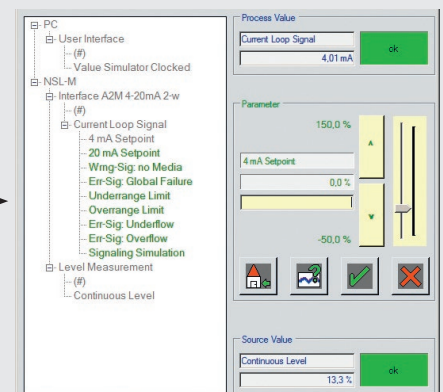 PC
User Interface
(#)
Value Simulator Clocked
NSL-M
Interface A2M 4-20mA 2-w
(#)
Current Loop Signal
4 mA Setpoint
20 mA Setpoint
Wrng-Sig: no Media
Err-Sig: Global Failure
Underrange Limit
Overrange Limit
Err-Sig: Underflow
Err-Sig: Overflow
Signaling Simulation
Level Measurement
(#)
Continuous Level
Process Value
Current Loop Signal
4,01 mA
ok
Parameter
150,0 %
4 mA Setpoint
0,0 %
-50,0 %
Source Value
Continuous Level
13,3 %
ok